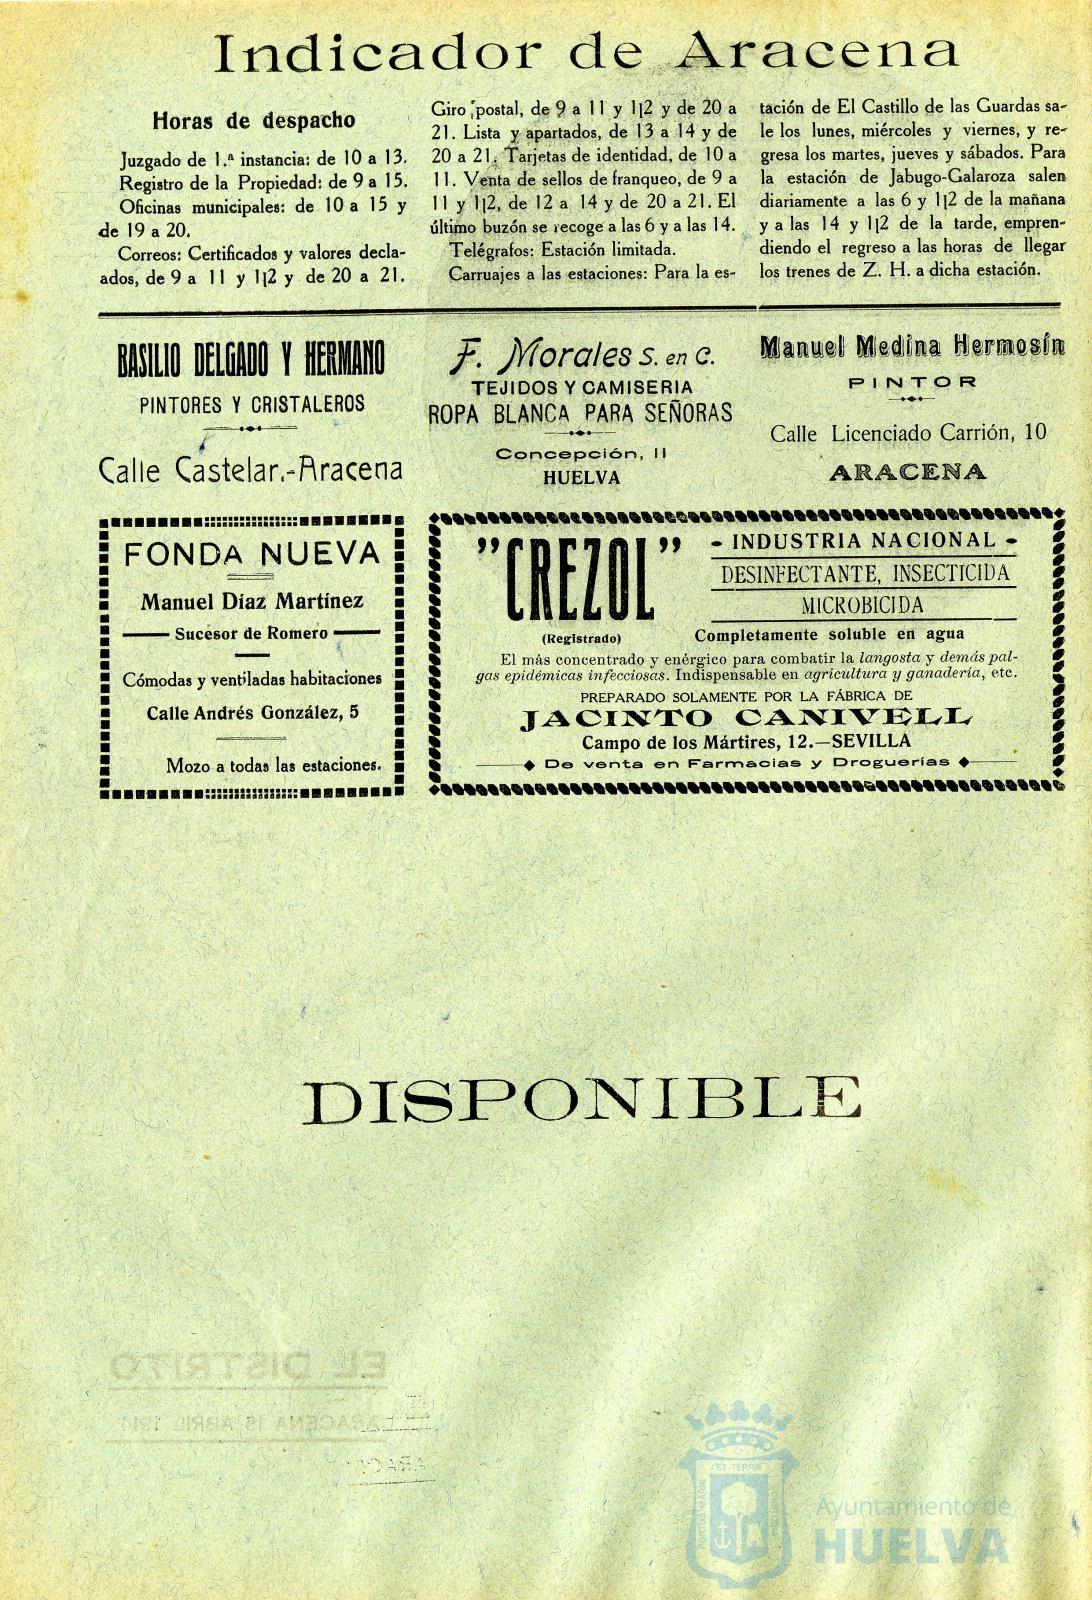 Indicador de Aracena
Horas de despacho
Juzgado de 1.ª instancia: de 10 a 13.
Registro de la Propiedad: de 9 a 15.
Oficinas municipales: de 10 a 15 y
de 19 a 20.
Correos: Certificados y valores decla-
ados, de 9 a 11 y 1|2 y de 20 a 21.
Giro postal, de 9 a 11 y 1|2 y de 20 a
21. Lista y apartados, de 13 a 14 y de
20 a 21. Tarjetas de identidad, de 10 a
11. Venta de sellos de franqueo, de 9 a
11 y 1|2, de 12 a 14 y de 20 a 21. El
último buzón se recoge a las 6 y a las 14.
Telégrafos: Estación limitada.
Carruajes a las estaciones: Para la es-
tación de El Castillo de las Guardas sa-
le los lunes, miércoles y viernes, y re-
gresa los martes, jueves y sábados. Para
la estación de Jabugo-Galaroza salen
diariamente a las 6 y 1|2 de la mañana
y a las 14 y 1|2 de la tarde, empren-
diendo el regreso a las horas de llegar
los trenes de Z. H. a dicha estación.
BASILIO DELGADO Y HERMANO
PINTORES Y CRISTALEROS
Calle Castelar.-Aracena
F. Morales S. en C.
TEJIDOS Y CAMISERIA
ROPA BLANCA PARA SEÑORAS
Concepción, 11
HUELVA
Manuel Medina Hermosín
PINTOR
Calle Licenciado Carrión, 10
ARACENA
FONDA NUEVA
Manuel Díaz Martínez
Sucesor de Romero
Cómodas y ventiladas habitaciones
Calle Andrés González, 5
Mozo a todas las estaciones.
"CREZOL"
(Registrado)
- INDUSTRIA NACIONAL -
DESINFECTANTE, INSECTICIDA
MICROBICIDA
Completamente soluble en agua
El más concentrado y enérgico para combatir la langosta y demás pal-
gas epidémicas infecciosas. Indispensable en agricultura y ganadería, etc.
PREPARADO SOLAMENTE POR LA FÁBRICA DE
JACINTO CANIVELL
Campo de los Mártires, 12.—SEVILLA
De venta en Farmacias y Droguerías
DISPONIBLE
EL DISTRITO
ARACENA 15 ABRIL 1914
Ayuntamiento de
HUELVA